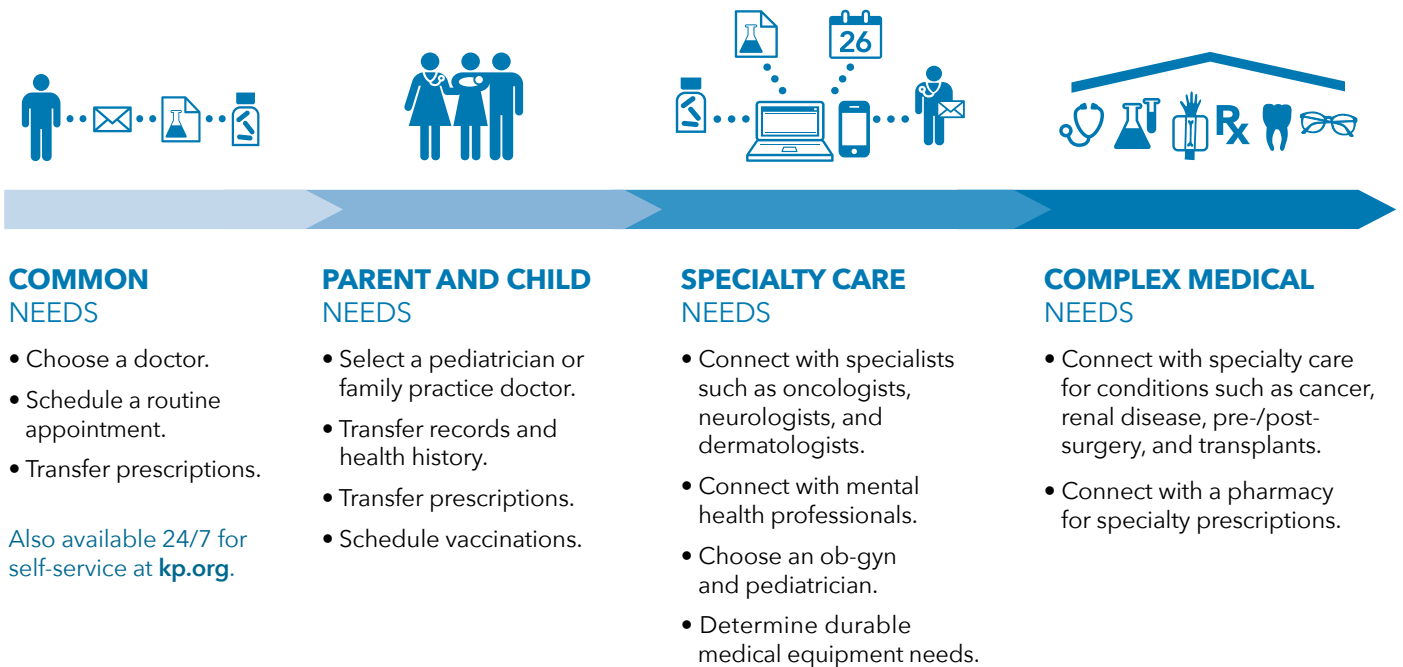 26
Rx
COMMON
NEEDS
• Choose a doctor.
• Schedule a routine
appointment.
• Transfer prescriptions.
Also available 24/7 for
self-service at kp.org.
PARENT AND CHILD
NEEDS
• Select a pediatrician or
family practice doctor.
• Transfer records and
health history.
• Transfer prescriptions.
• Schedule vaccinations.
SPECIALTY CARE
NEEDS
• Connect with specialists
such as oncologists,
neurologists, and
dermatologists.
• Connect with mental
health professionals.
• Choose an ob-gyn
and pediatrician.
• Determine durable
medical equipment needs.
COMPLEX MEDICAL
NEEDS
• Connect with specialty care
for conditions such as cancer,
renal disease, pre-/post-
surgery, and transplants.
• Connect with a pharmacy
for specialty prescriptions.